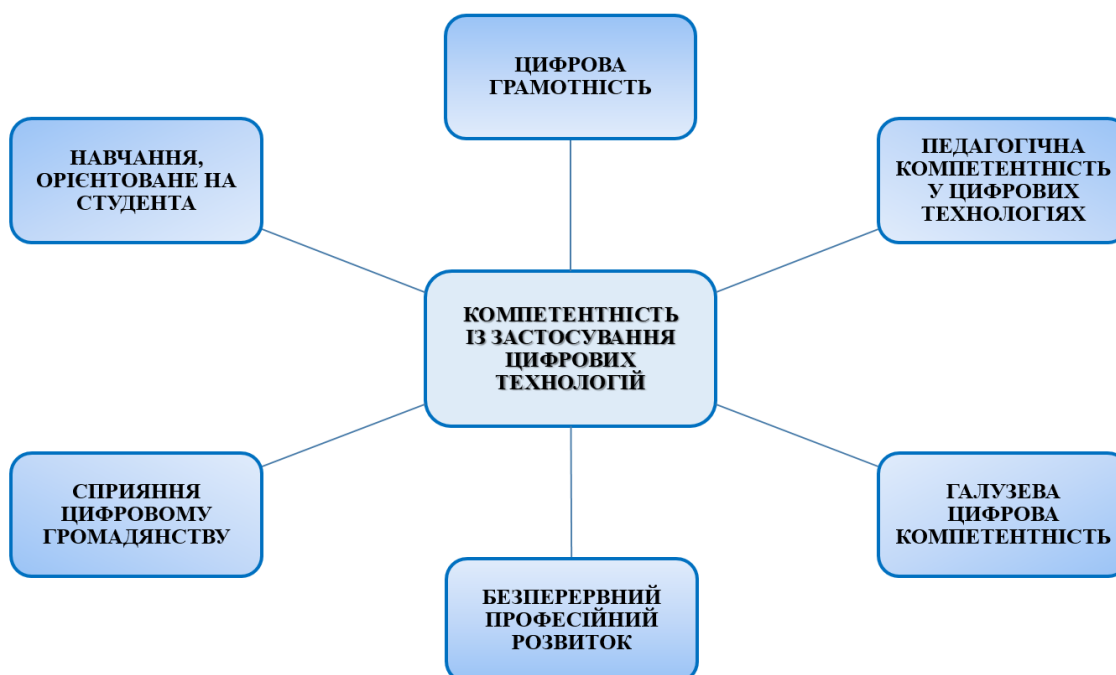 ЦИФРОВА
ГРАМОТНІСТЬ
НАВЧАННЯ,
ОРІЄНТОВАНЕ НА
СТУДЕНТА
ПЕДАГОГІЧНА
КОМПЕТЕНТНІСТЬ
У ЦИФРОВИХ
ТЕХНОЛОГІЯХ
КОМПЕТЕНТНІСТЬ
ІЗ ЗАСТОСУВАННЯ
ЦИФРОВИХ
ТЕХНОЛОГІЙ
СПРИЯННЯ
ЦИФРОВОМУ
ГРОМАДЯНСТВУ
ГАЛУЗЕВА
ЦИФРОВА
КОМПЕТЕНТНІСТЬ
БЕЗПЕРЕРВНИЙ
ПРОФЕСІЙНИЙ
РОЗВИТОК